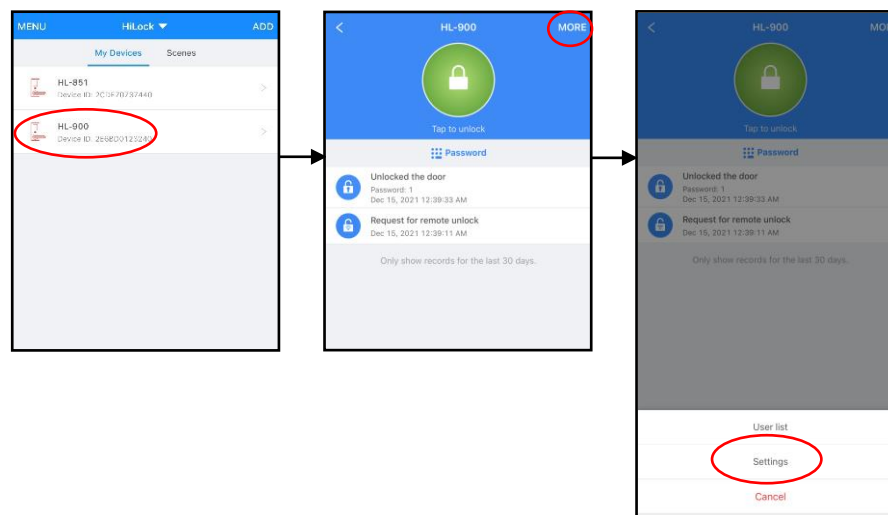 MENU HiLock ADD
My Devices Scenes
HL-851
Device ID:
HL-900
Device ID:
HL-900 MORE
Tap to unlock
Password
Unlocked the door
Password: 1
Dec 15, 2021 12:39:33 AM
Request for remote unlock
Dec 15, 2021 12:39:11 AM
Only show records for the last 30 days.
HL-900 MO
Tap to unlock
Password
Unlocked the door
Password: 1
Dec 15, 2021 12:39:33 AM
Request for remote unlock
Dec 15, 2021 12:39:11 AM
Only show records for the last 30 days.
User list
Settings
Cancel